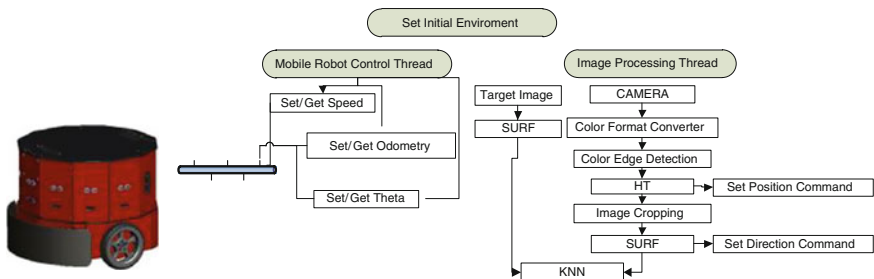 Set Initial Enviroment
Mobile Robot Control Thread
Set/Get Speed
Set/Get Odometry
Set/Get Theta
Image Processing Thread
Target Image
SURF
CAMERA
Color Format Converter
Color Edge Detection
HT
Set Position Command
Image Cropping
SURF
Set Direction Command
KNN